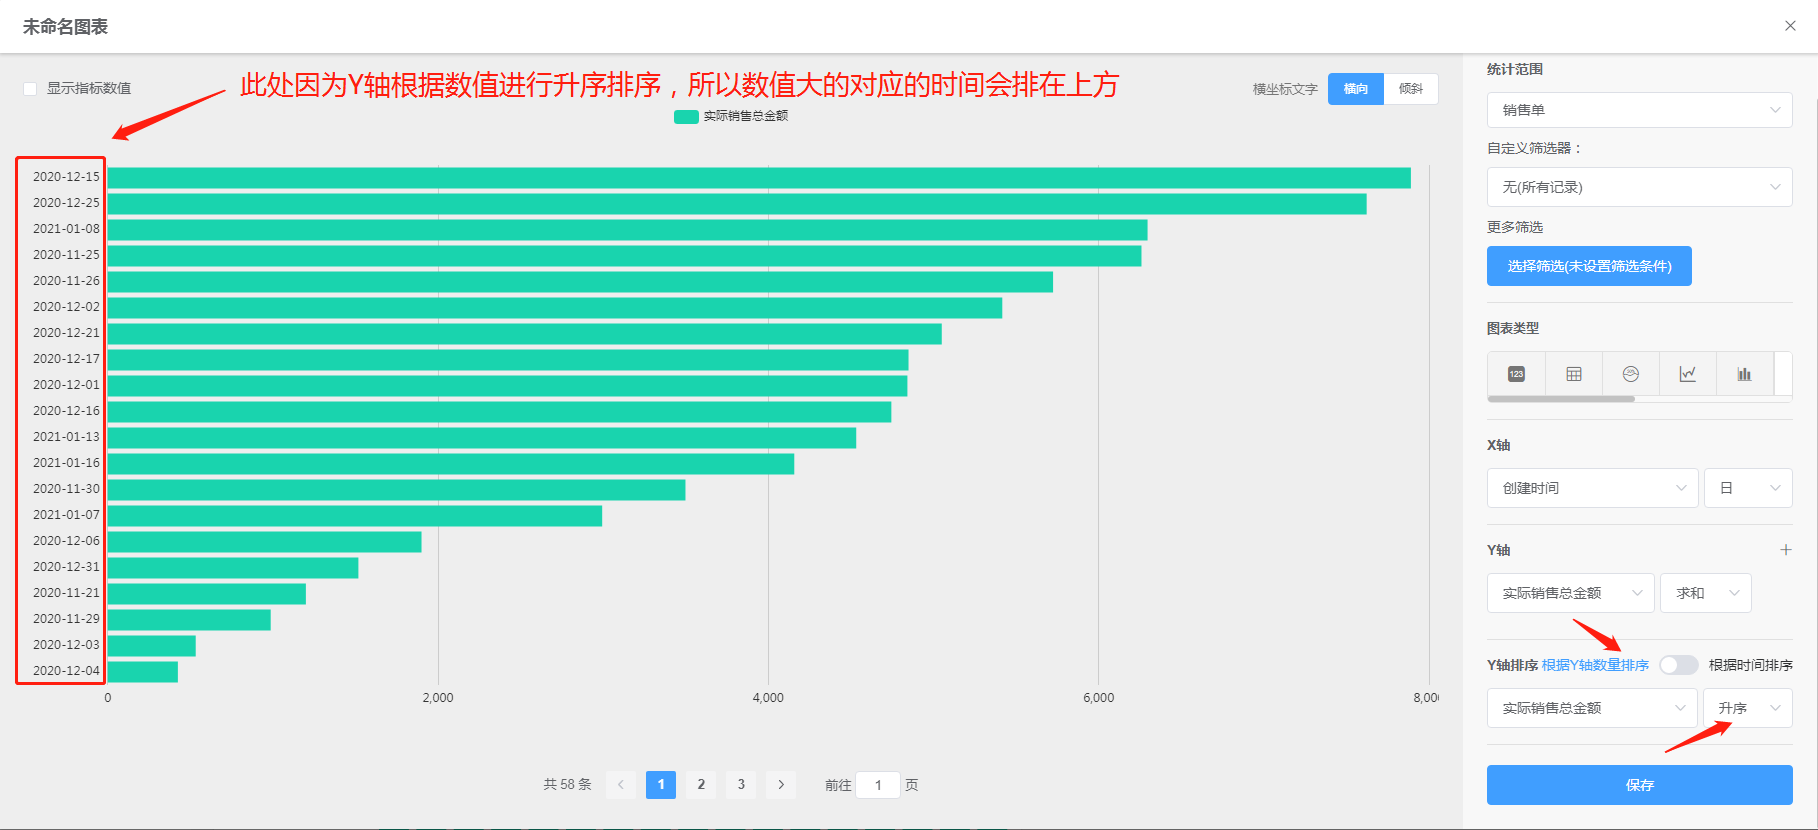 未命名图表
显示指标数值
此处因为Y轴根据数值进行升序排序，所以数值大的对应的时间会排在上方
横坐标文字 横向 倾斜
实际销售总金额
2020-12-15
2020-12-25
2021-01-08
2020-11-25
2020-11-26
2020-12-02
2020-12-21
2020-12-17
2020-12-01
2020-12-16
2021-01-13
2021-01-16
2020-11-30
2021-01-07
2020-12-06
2020-12-31
2020-11-21
2020-11-29
2020-12-03
2020-12-04
0 2,000 4,000 6,000 8,00
共 58 条 1 2 3 前往 1 页
统计范围
销售单
自定义筛选器：
无(所有记录)
更多筛选
选择筛选(未设置筛选条件)
图表类型
123
X轴
创建时间 日
Y轴
实际销售总金额 求和
Y轴排序 根据Y轴数量排序 根据时间排序
实际销售总金额 升序
保存